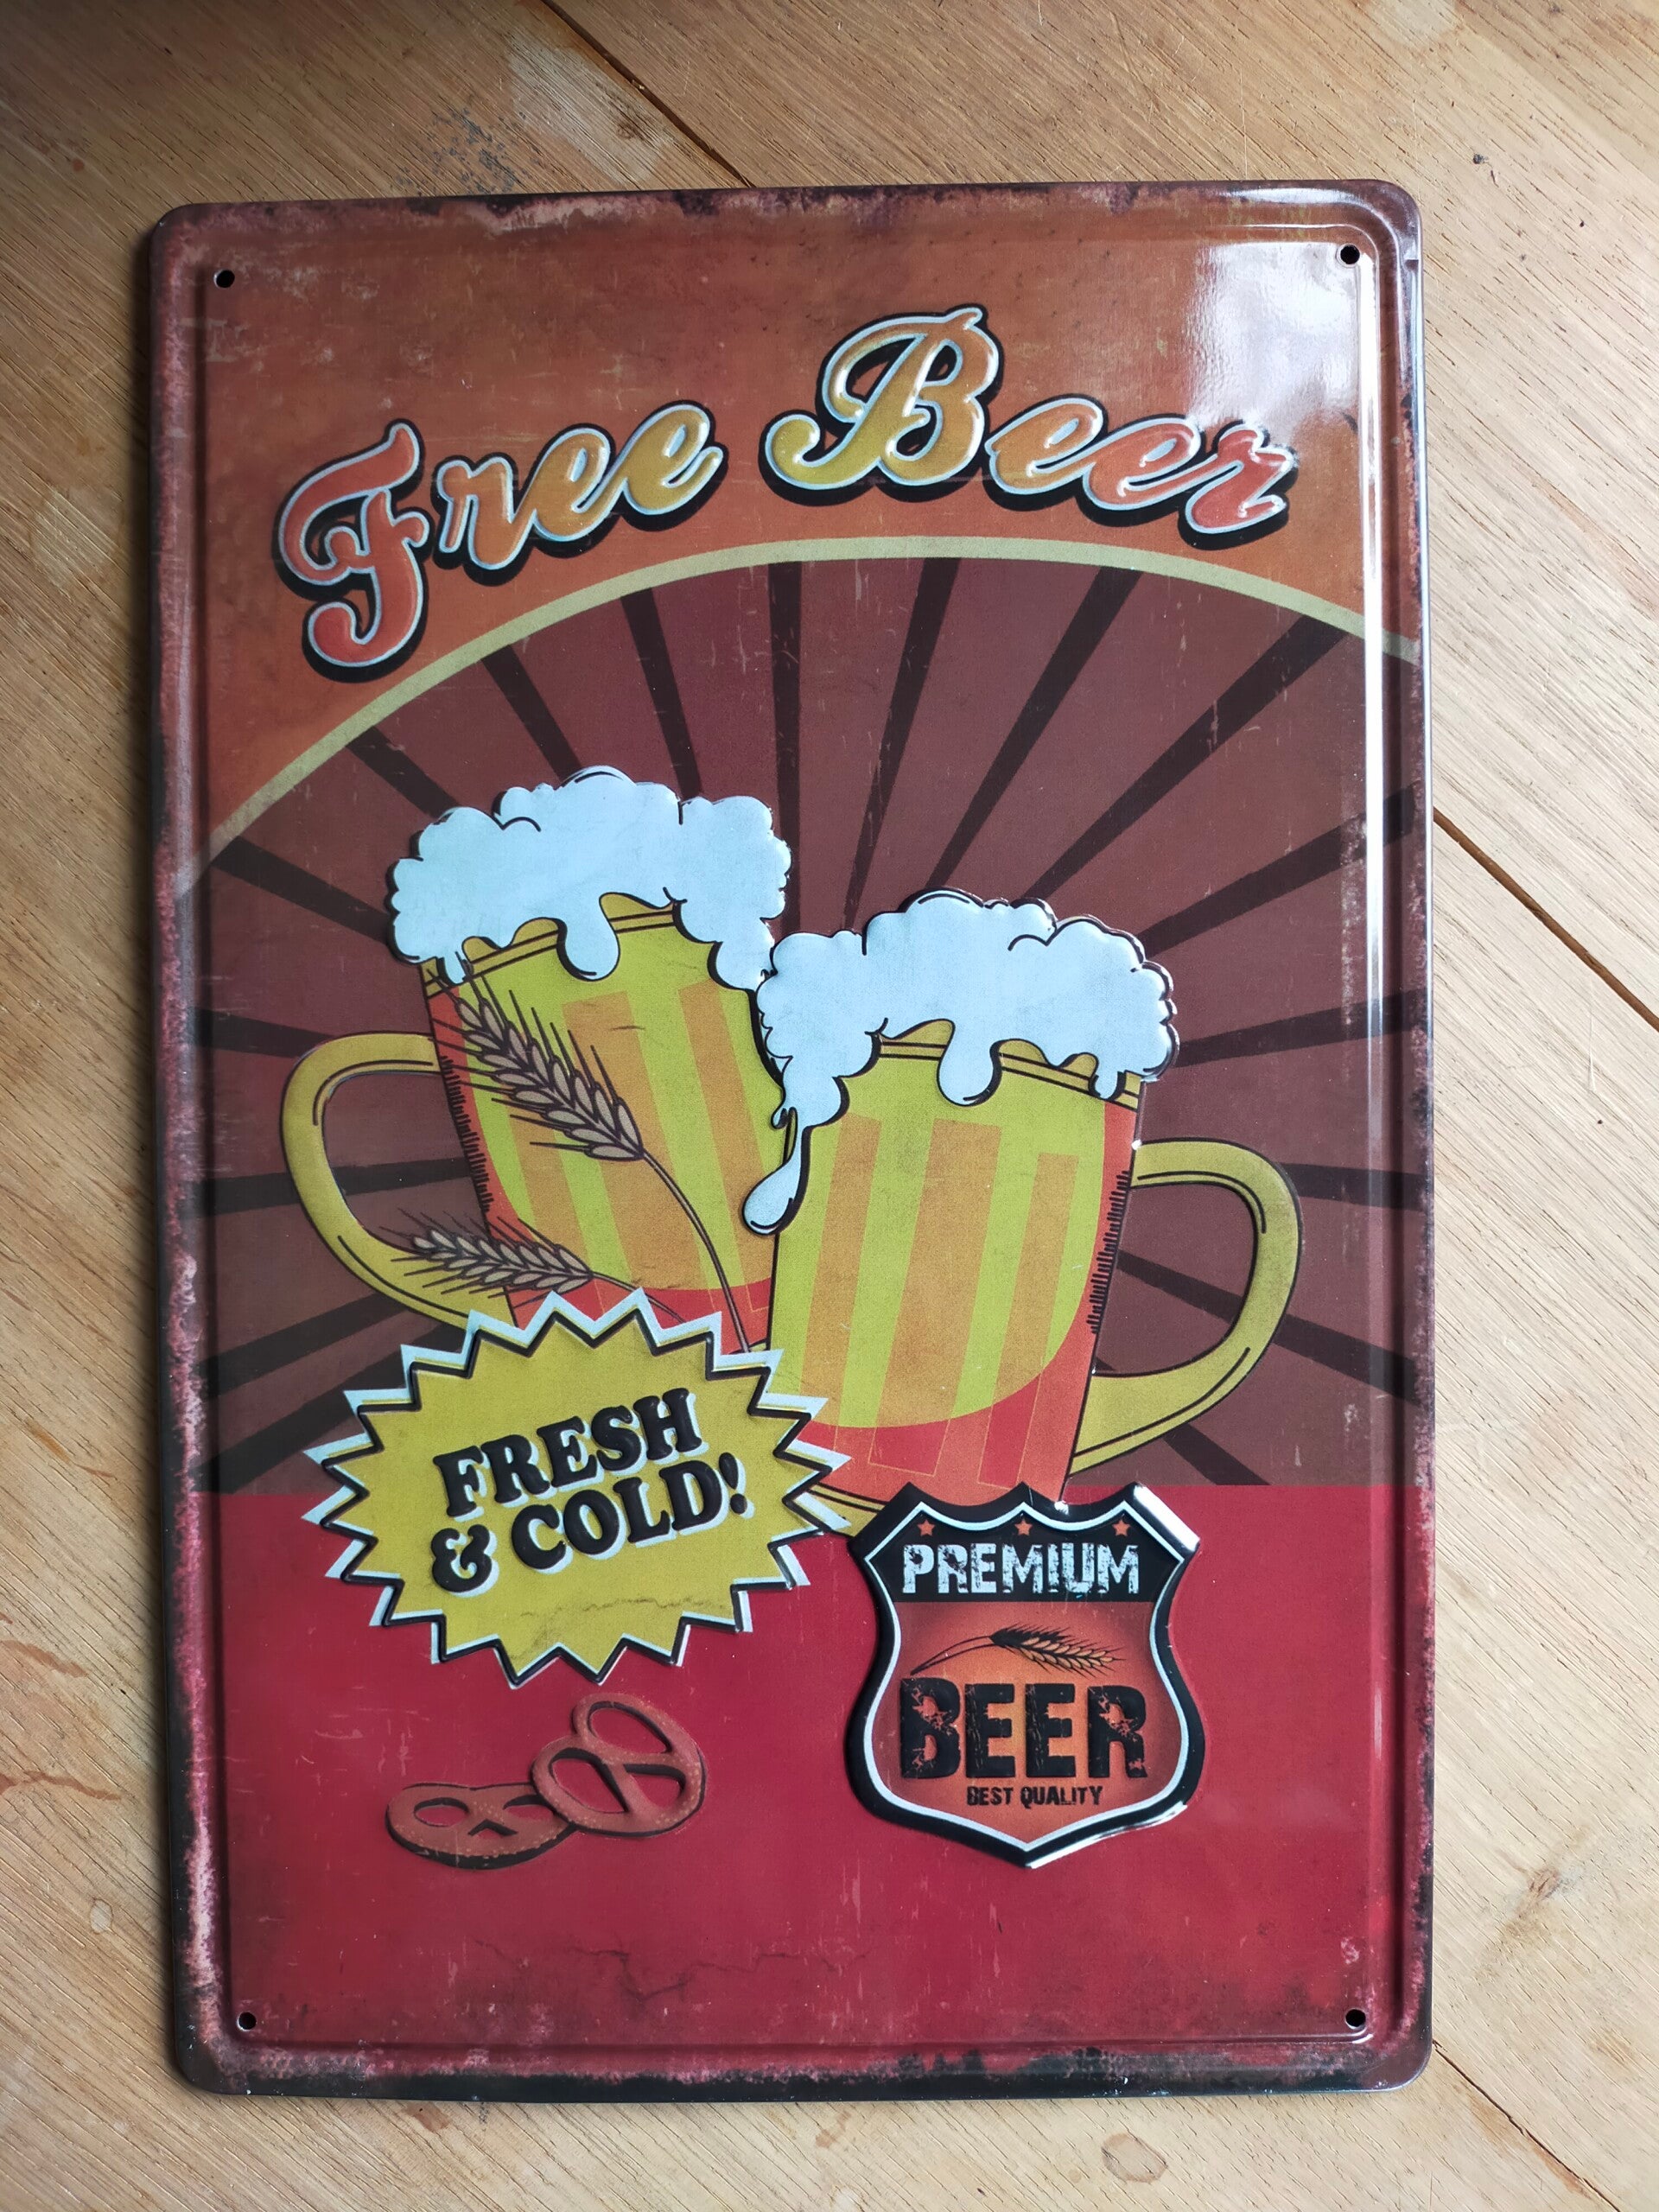 Free Beer
FRESH
& COLD!
PREMIUM
BEER
BEST QUALITY